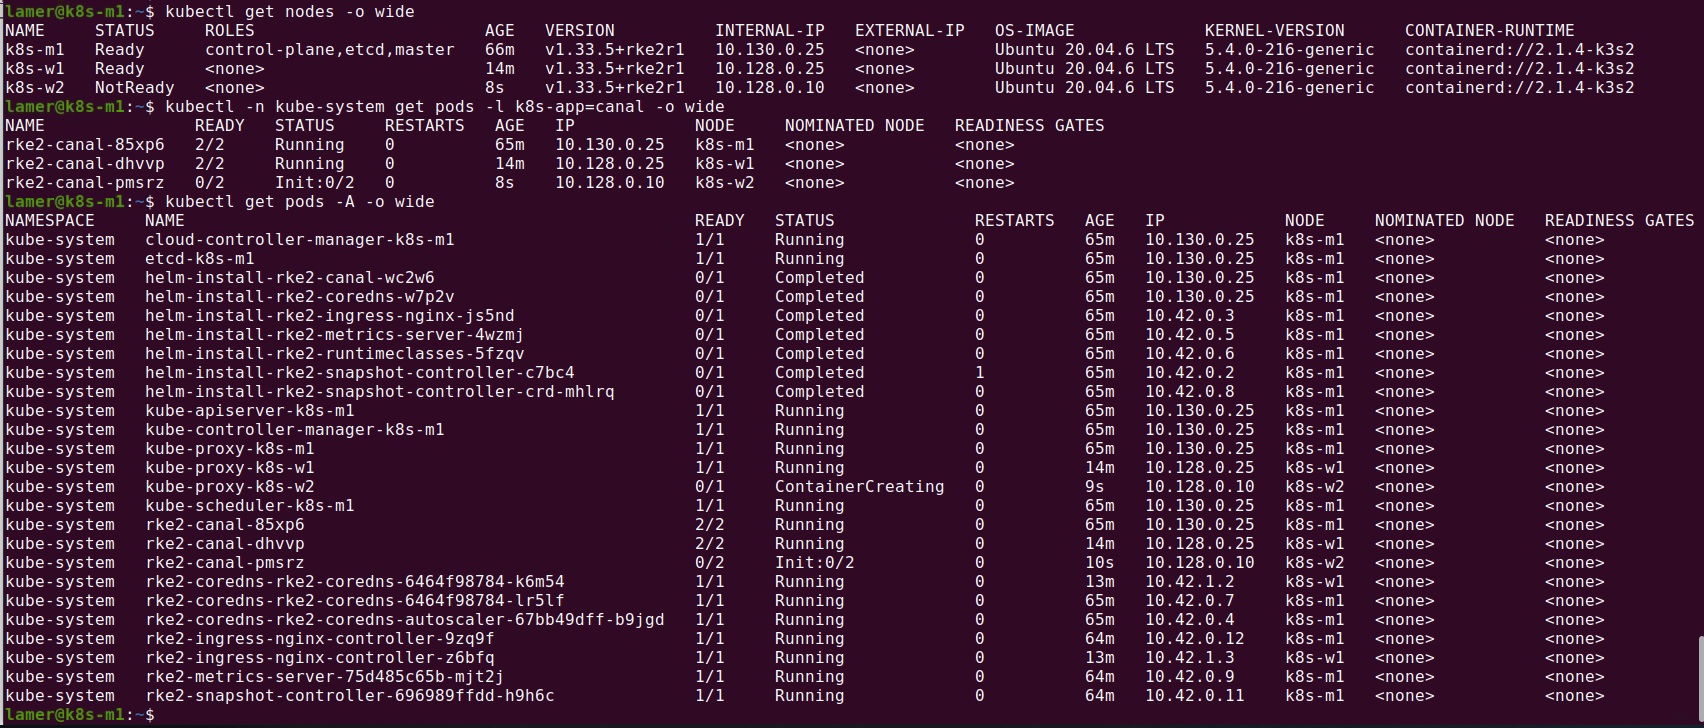 lamer@k8s-m1:~$ kubectl get nodes -o wide
NAME     STATUS     ROLES                       AGE   VERSION          INTERNAL-IP   EXTERNAL-IP   OS-IMAGE             KERNEL-VERSION      CONTAINER-RUNTIME
k8s-m1   Ready      control-plane,etcd,master   66m   v1.33.5+rke2r1   10.130.0.25   <none>        Ubuntu 20.04.6 LTS   5.4.0-216-generic   containerd://2.1.4-k3s2
k8s-w1   Ready      <none>                      14m   v1.33.5+rke2r1   10.128.0.25   <none>        Ubuntu 20.04.6 LTS   5.4.0-216-generic   containerd://2.1.4-k3s2
k8s-w2   NotReady   <none>                      8s    v1.33.5+rke2r1   10.128.0.10   <none>        Ubuntu 20.04.6 LTS   5.4.0-216-generic   containerd://2.1.4-k3s2
lamer@k8s-m1:~$ kubectl -n kube-system get pods -l k8s-app=canal -o wide
NAME               READY   STATUS     RESTARTS   AGE   IP            NODE     NOMINATED NODE   READINESS GATES
rke2-canal-85xp6   2/2     Running    0          65m   10.130.0.25   k8s-m1   <none>           <none>
rke2-canal-dhvvp   2/2     Running    0          14m   10.128.0.25   k8s-w1   <none>           <none>
rke2-canal-pmsrz   0/2     Init:0/2   0          8s    10.128.0.10   k8s-w2   <none>           <none>
lamer@k8s-m1:~$ kubectl get pods -A -o wide
NAMESPACE     NAME                                                   READY   STATUS              RESTARTS   AGE   IP            NODE     NOMINATED NODE   READINESS GATES
kube-system   cloud-controller-manager-k8s-m1                        1/1     Running             0          65m   10.130.0.25   k8s-m1   <none>           <none>
kube-system   etcd-k8s-m1                                            1/1     Running             0          65m   10.130.0.25   k8s-m1   <none>           <none>
kube-system   helm-install-rke2-canal-wc2w6                          0/1     Completed           0          65m   10.130.0.25   k8s-m1   <none>           <none>
kube-system   helm-install-rke2-coredns-w7p2v                        0/1     Completed           0          65m   10.130.0.25   k8s-m1   <none>           <none>
kube-system   helm-install-rke2-ingress-nginx-js5nd                  0/1     Completed           0          65m   10.42.0.3     k8s-m1   <none>           <none>
kube-system   helm-install-rke2-metrics-server-4wzmj                 0/1     Completed           0          65m   10.42.0.5     k8s-m1   <none>           <none>
kube-system   helm-install-rke2-runtimeclasses-5fzqv                 0/1     Completed           0          65m   10.42.0.6     k8s-m1   <none>           <none>
kube-system   helm-install-rke2-snapshot-controller-c7bc4            0/1     Completed           1          65m   10.42.0.2     k8s-m1   <none>           <none>
kube-system   helm-install-rke2-snapshot-controller-crd-mhlrq        0/1     Completed           0          65m   10.42.0.8     k8s-m1   <none>           <none>
kube-system   kube-apiserver-k8s-m1                                  1/1     Running             0          65m   10.130.0.25   k8s-m1   <none>           <none>
kube-system   kube-controller-manager-k8s-m1                         1/1     Running             0          65m   10.130.0.25   k8s-m1   <none>           <none>
kube-system   kube-proxy-k8s-m1                                      1/1     Running             0          65m   10.130.0.25   k8s-m1   <none>           <none>
kube-system   kube-proxy-k8s-w1                                      1/1     Running             0          14m   10.128.0.25   k8s-w1   <none>           <none>
kube-system   kube-proxy-k8s-w2                                      0/1     ContainerCreating   0          9s    10.128.0.10   k8s-w2   <none>           <none>
kube-system   kube-scheduler-k8s-m1                                  1/1     Running             0          65m   10.130.0.25   k8s-m1   <none>           <none>
kube-system   rke2-canal-85xp6                                       2/2     Running             0          65m   10.130.0.25   k8s-m1   <none>           <none>
kube-system   rke2-canal-dhvvp                                       2/2     Running             0          14m   10.128.0.25   k8s-w1   <none>           <none>
kube-system   rke2-canal-pmsrz                                       0/2     Init:0/2            0          10s   10.128.0.10   k8s-w2   <none>           <none>
kube-system   rke2-coredns-rke2-coredns-6464f98784-k6m54             1/1     Running             0          13m   10.42.1.2     k8s-w1   <none>           <none>
kube-system   rke2-coredns-rke2-coredns-6464f98784-lr5lf             1/1     Running             0          65m   10.42.0.7     k8s-m1   <none>           <none>
kube-system   rke2-coredns-rke2-coredns-autoscaler-67bb49dff-b9jgd   1/1     Running             0          65m   10.42.0.4     k8s-m1   <none>           <none>
kube-system   rke2-ingress-nginx-controller-9zq9f                    1/1     Running             0          64m   10.42.0.12    k8s-m1   <none>           <none>
kube-system   rke2-ingress-nginx-controller-z6bfq                    1/1     Running             0          13m   10.42.1.3     k8s-w1   <none>           <none>
kube-system   rke2-metrics-server-75d485c65b-mjt2j                   1/1     Running             0          64m   10.42.0.9     k8s-m1   <none>           <none>
kube-system   rke2-snapshot-controller-696989ffdd-h9h6c              1/1     Running             0          64m   10.42.0.11    k8s-m1   <none>           <none>
lamer@k8s-m1:~$